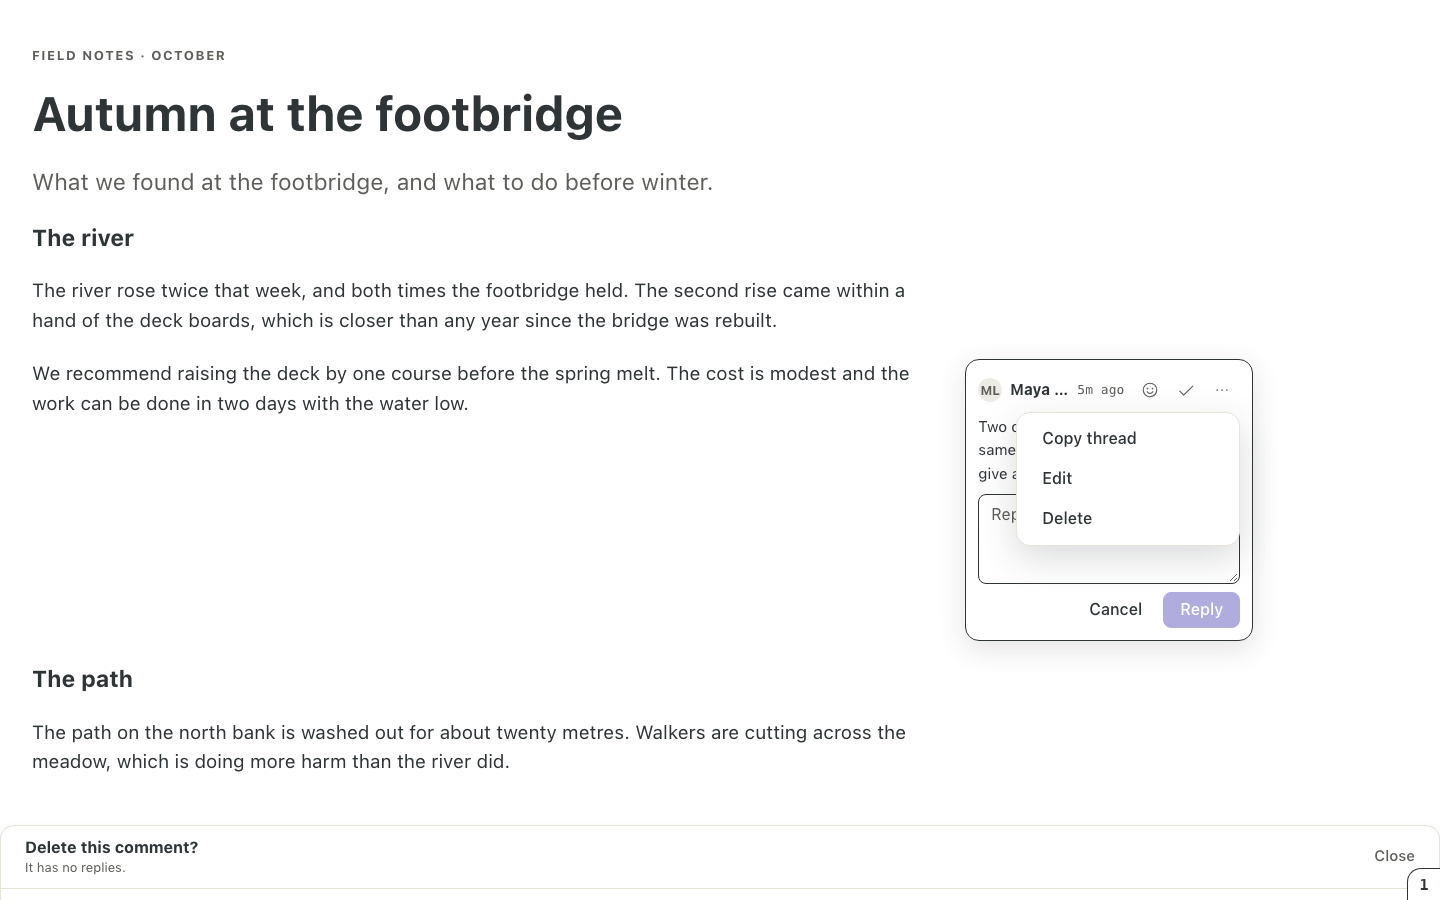 FIELD NOTES · OCTOBER
Autumn at the footbridge
What we found at the footbridge, and what to do before winter.
The river
The river rose twice that week, and both times the footbridge held. The second rise came within a
hand of the deck boards, which is closer than any year since the bridge was rebuilt.
We recommend raising the deck by one course before the spring melt. The cost is modest and the
work can be done in two days with the water low.
ML Maya ... 5m ago
Two
same
give
Copy thread
Edit
Delete
Cancel Reply
The path
The path on the north bank is washed out for about twenty metres. Walkers are cutting across the
meadow, which is doing more harm than the river did.
Delete this comment?
It has no replies.
Close
1